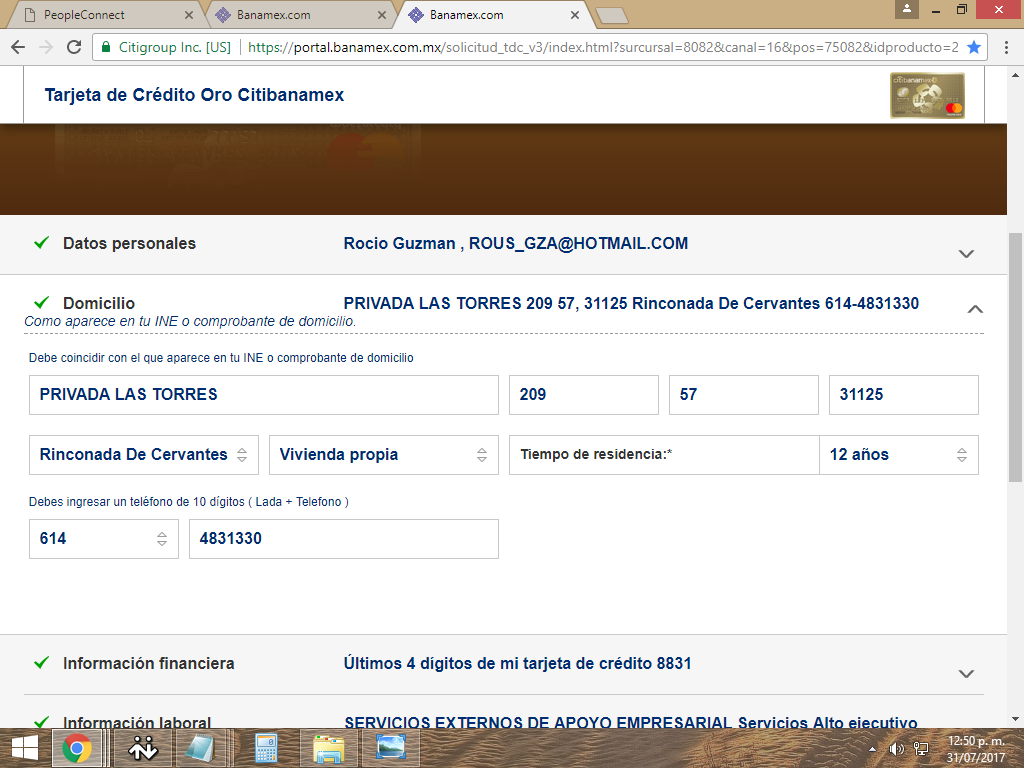 PeopleConnect
Banamex.com
Banamex.com
Citigroup Inc. [US]
https://portal.banamex.com.mx/solicitud_tdc_v3/index.html?surcursal=8082&canal=16&pos=75082&idproducto=2
Tarjeta de Crédito Oro Citibanamex
citibanamex
Datos personales
Rocio Guzman , ROUS_GZA@HOTMAIL.COM
Domicilio
PRIVADA LAS TORRES 209 57, 31125 Rinconada De Cervantes 614-4831330
Como aparece en tu INE o comprobante de domicilio.
Debe coincidir con el que aparece en tu INE o comprobante de domicilio
PRIVADA LAS TORRES
209
57
31125
Rinconada De Cervantes
Vivienda propia
Tiempo de residencia:*
12 años
Debes ingresar un teléfono de 10 dígitos ( Lada + Telefono )
614
4831330
Información financiera
Últimos 4 dígitos de mi tarjeta de crédito 8831
Información laboral
SERVICIOS EXTERNOS DE APOYO EMPRESARIAL Servicios Alto ejecutivo
12:50 p. m.
31/07/2017